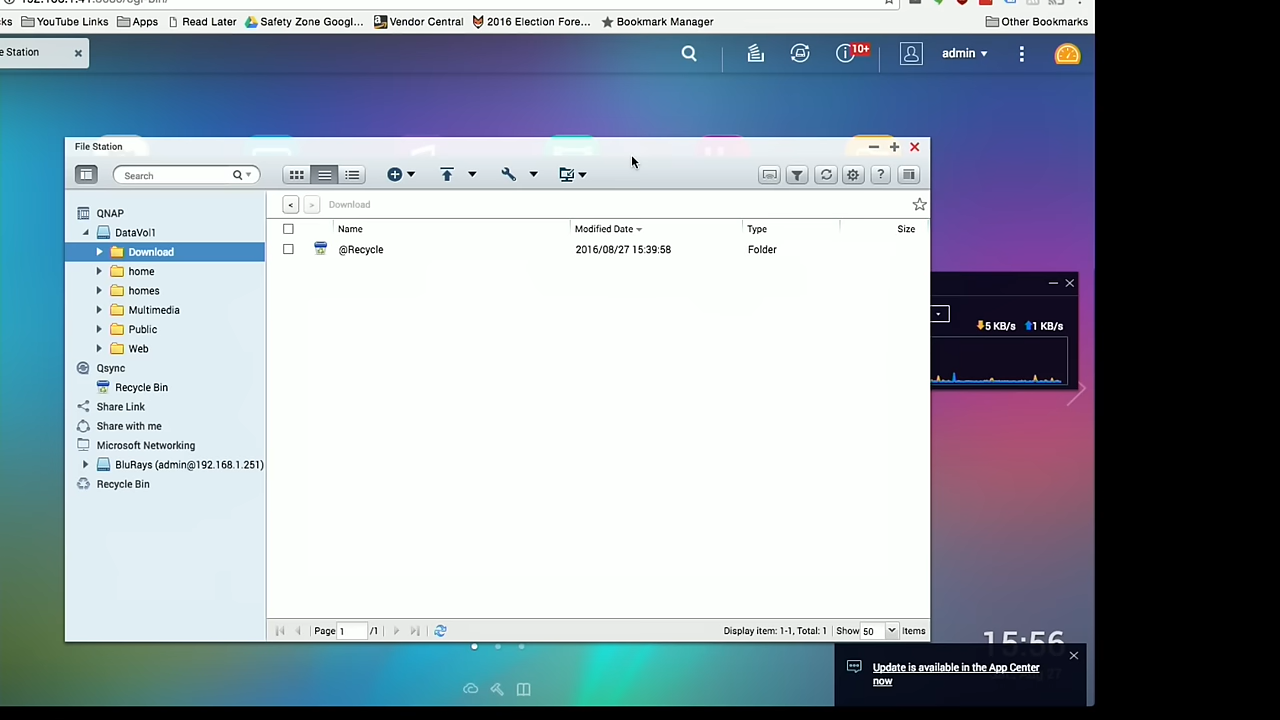 cks YouTube Links Apps Read Later Safety Zone Googl... Vendor Central 2016 Election Fore... Bookmark Manager Other Bookmarks
e Station
10+
admin
File Station
Search
QNAP
DataVol1
Download
home
homes
Multimedia
Public
Web
Qsync
Recycle Bin
Share Link
Share with me
Microsoft Networking
BluRays (admin@192.168.1.251)
Recycle Bin
< > Download
Name Modified Date Type Size
@Recycle 2016/08/27 15:39:58 Folder
Page 1 /1
Display item: 1-1, Total: 1 Show 50 Items
5 KB/s 1 KB/s
15:56
Update is available in the App Center
now